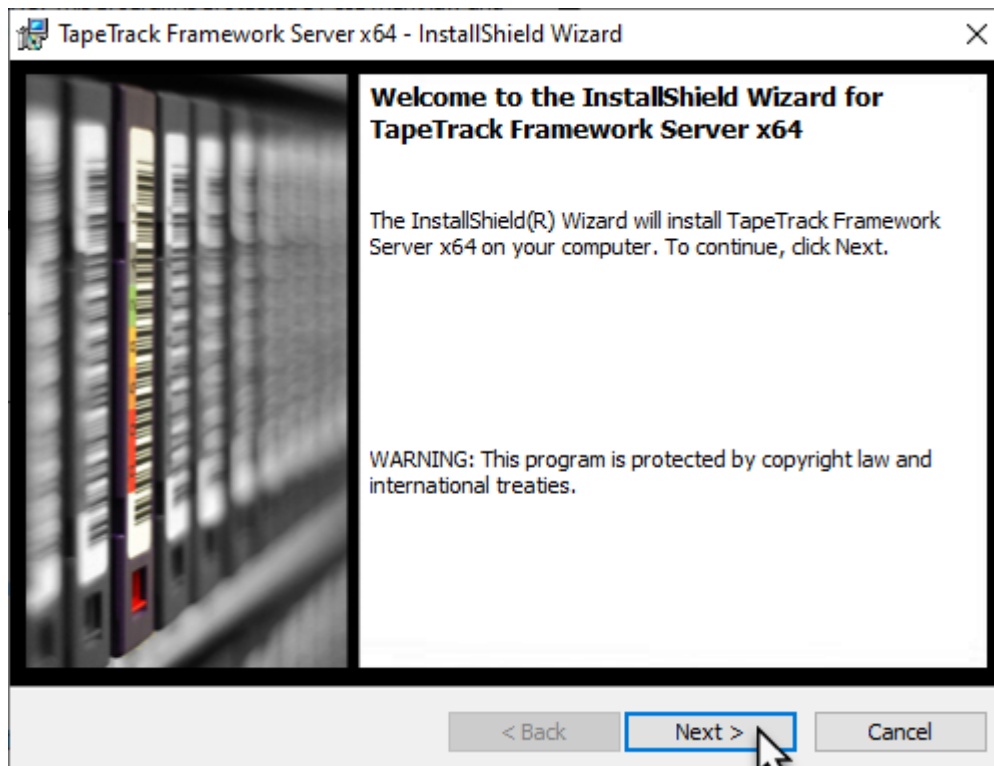 TapeTrack Framework Server x64 - InstallShield Wizard
Welcome to the InstallShield Wizard for
TapeTrack Framework Server x64
The InstallShield(R) Wizard will install TapeTrack Framework
Server x64 on your computer. To continue, click Next.
WARNING: This program is protected by copyright law and
international treaties.
< Back
Next >
Cancel